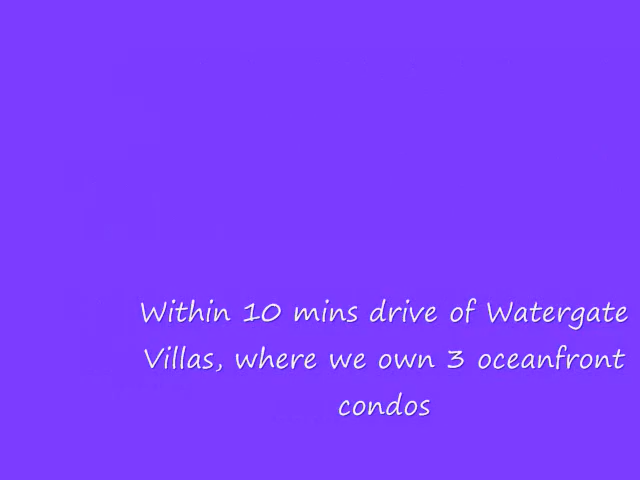 Within 10 mins drive of Watergate
Villas, where we own 3 oceanfront
condos